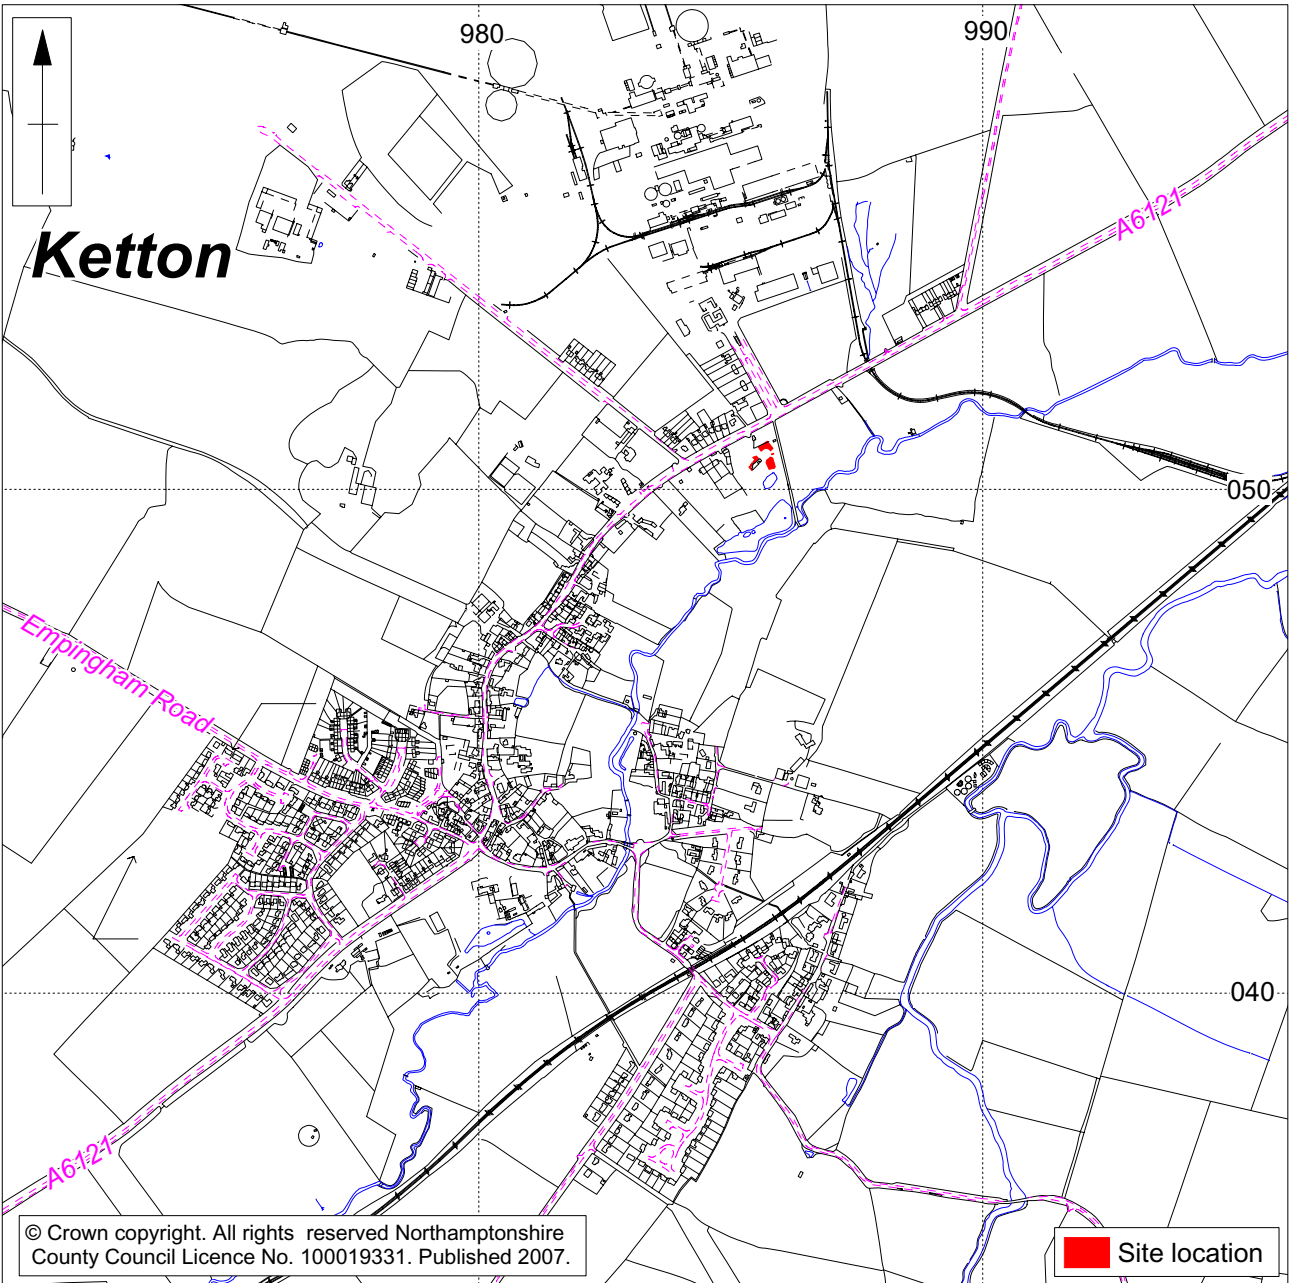 980
990
A6121
Ketton
050
Empingham Road
040
A6121
© Crown copyright. All rights reserved Northamptonshire
County Council Licence No. 100019331. Published 2007.
Site location